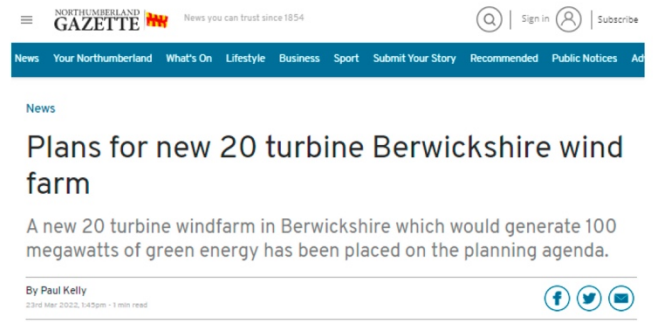 NORTHUMBERLAND
GAZETTE
News you can trust since 1854
Sign in
Subscribe
News Your Northumberland What's On Lifestyle Business Sport Submit Your Story Recommended Public Notices Ad
News
Plans for new 20 turbine Berwickshire wind
farm
A new 20 turbine windfarm in Berwickshire which would generate 100
megawatts of green energy has been placed on the planning agenda.
By Paul Kelly
23rd Mar 2022, 1:45pm - 1 min read